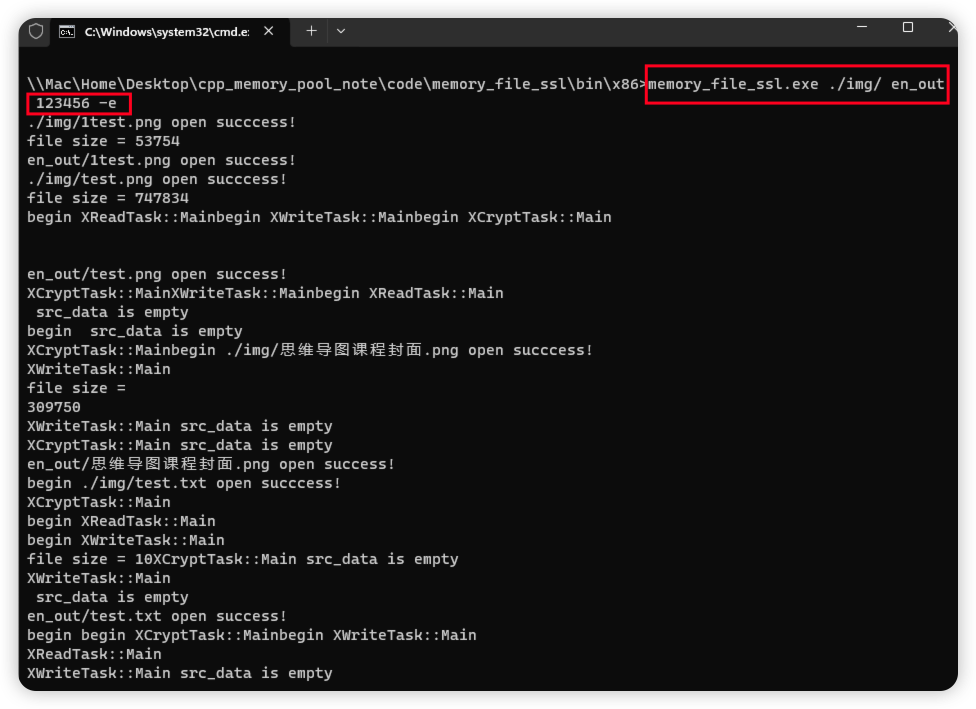 C:\Windows\system32\cmd.e:
\\Mac\Home\Desktop\cpp_memory_pool_note\code\memory_file_ssl\bin\x86>memory_file_ssl.exe ./img/ en_out
123456 -e
./img/1test.png open succcess!
file size = 53754
en_out/1test.png open success!
./img/test.png open succcess!
file size = 747834
begin XReadTask::Mainbegin XWriteTask::Mainbegin XCryptTask::Main
en_out/test.png open success!
XCryptTask::MainXWriteTask::Mainbegin XReadTask::Main
src_data is empty
begin  src_data is empty
XCryptTask::Mainbegin ./img/思维导图课程封面.png open succcess!
XWriteTask::Main
file size =
309750
XWriteTask::Main src_data is empty
XCryptTask::Main src_data is empty
en_out/思维导图课程封面.png open success!
begin ./img/test.txt open succcess!
XCryptTask::Main
begin XReadTask::Main
begin XWriteTask::Main
file size = 10XCryptTask::Main src_data is empty
XWriteTask::Main
src_data is empty
en_out/test.txt open success!
begin begin XCryptTask::Mainbegin XWriteTask::Main
XReadTask::Main
XWriteTask::Main src_data is empty